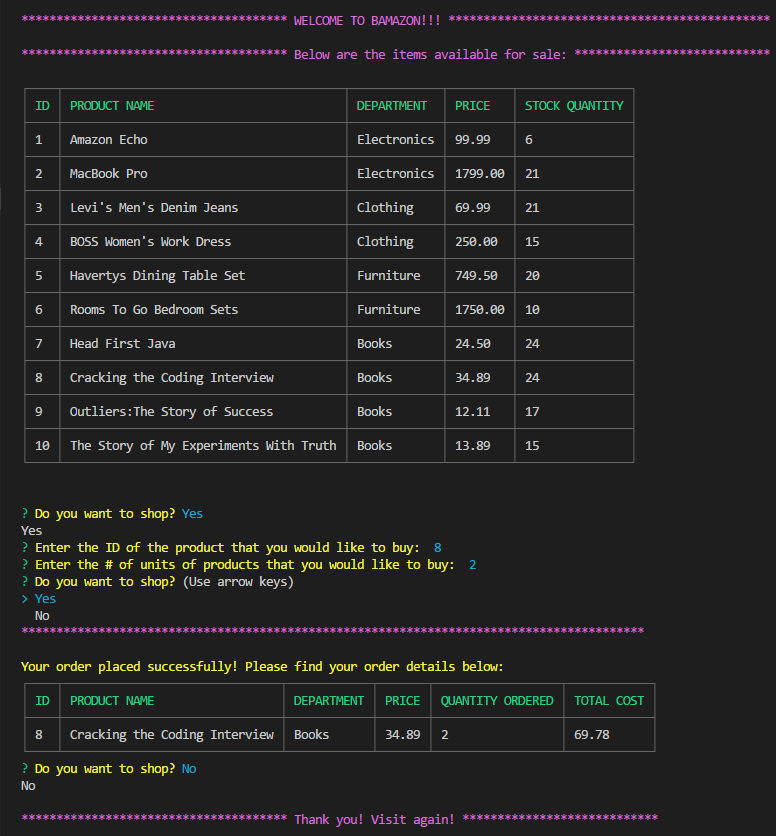 ************************************** WELCOME TO BAMAZON!!! **********************************************
************************************** Below are the items available for sale: ****************************
ID PRODUCT NAME DEPARTMENT PRICE STOCK QUANTITY
1 Amazon Echo Electronics 99.99 6
2 MacBook Pro Electronics 1799.00 21
3 Levi's Men's Denim Jeans Clothing 69.99 21
4 BOSS Women's Work Dress Clothing 250.00 15
5 Havertys Dining Table Set Furniture 749.50 20
6 Rooms To Go Bedroom Sets Furniture 1750.00 10
7 Head First Java Books 24.50 24
8 Cracking the Coding Interview Books 34.89 24
9 Outliers:The Story of Success Books 12.11 17
10 The Story of My Experiments With Truth Books 13.89 15
? Do you want to shop? Yes
Yes
? Enter the ID of the product that you would like to buy: 8
? Enter the # of units of products that you would like to buy: 2
? Do you want to shop? (Use arrow keys)
> Yes
No
*****************************************************************************************
Your order placed successfully! Please find your order details below:
ID PRODUCT NAME DEPARTMENT PRICE QUANTITY ORDERED TOTAL COST
8 Cracking the Coding Interview Books 34.89 2 69.78
? Do you want to shop? No
No
************************************** Thank you! Visit again! ****************************